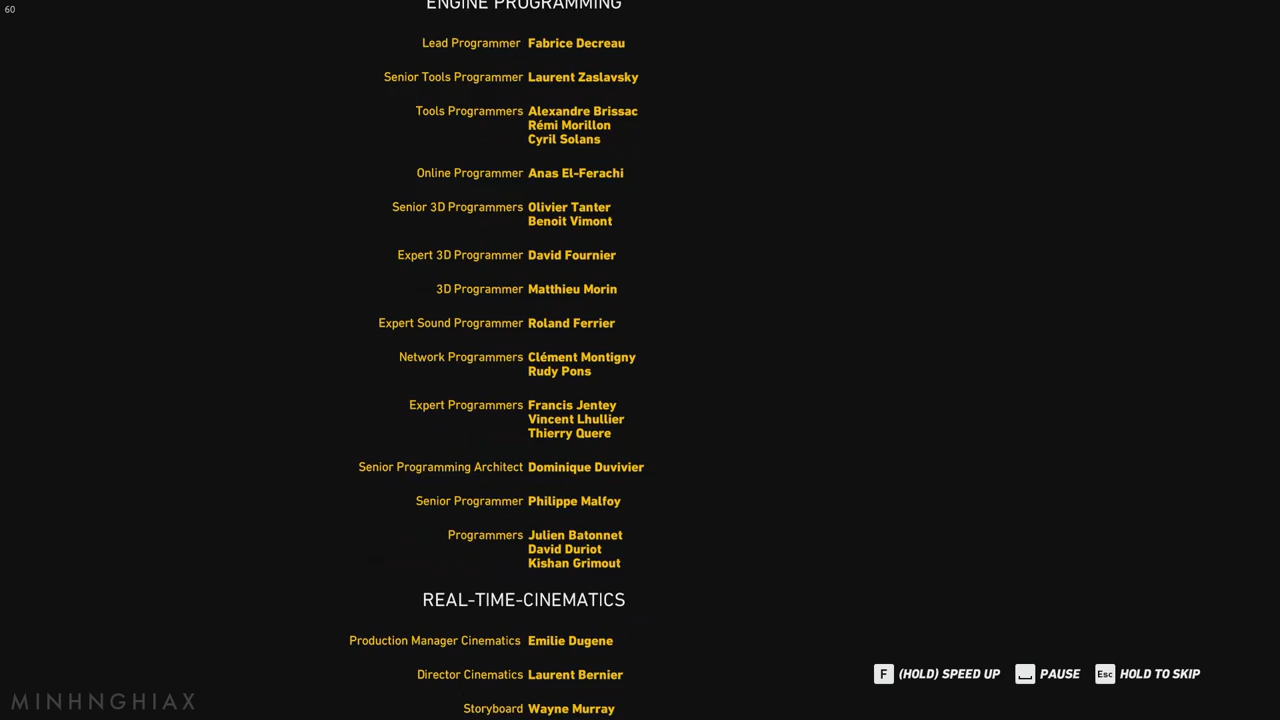 60
ENGINE PROGRAMMING
Lead Programmer Fabrice Decreau
Senior Tools Programmer Laurent Zaslavsky
Tools Programmers Alexandre Brissac
Rémi Morillon
Cyril Solans
Online Programmer Anas El-Ferachi
Senior 3D Programmers Olivier Tanter
Benoit Vimont
Expert 3D Programmer David Fournier
3D Programmer Matthieu Morin
Expert Sound Programmer Roland Ferrier
Network Programmers Clément Montigny
Rudy Pons
Expert Programmers Francis Jentey
Vincent Lhullier
Thierry Quere
Senior Programming Architect Dominique Duvivier
Senior Programmer Philippe Malfoy
Programmers Julien Batonnet
David Duriot
Kishan Grimout
REAL-TIME-CINEMATICS
Production Manager Cinematics Emilie Dugene
Director Cinematics Laurent Bernier
Storyboard Wayne Murray
F (HOLD) SPEED UP PAUSE Esc HOLD TO SKIP
MINHNGHIAX